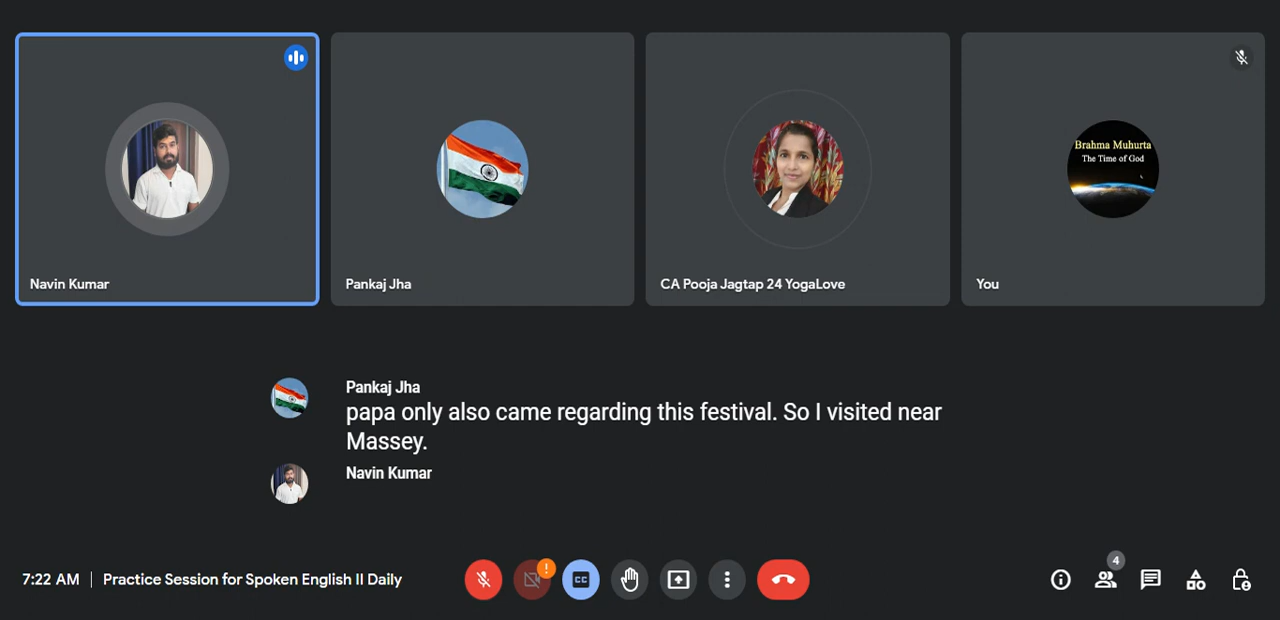 Brahma Muhurta
The Time of God
Navin Kumar
Pankaj Jha
CA Pooja Jagtap 24 YogaLove
You
Pankaj Jha
papa only also came regarding this festival. So I visited near
Massey.
Navin Kumar
7:22 AM | Practice Session for Spoken English II Daily
!
CC
4